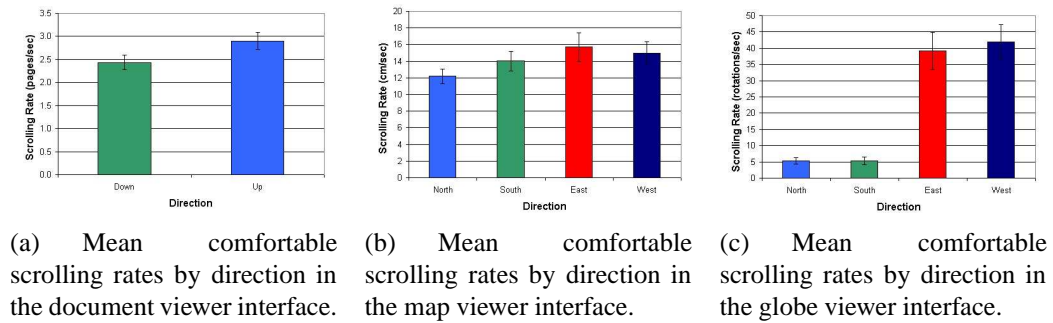 3.5
3.0
2.5
2.0
1.5
1.0
0.5
0.0
Scrolling Rate (pages/sec)
Down Up
Direction
20
18
16
14
12
10
8
6
4
2
0
Scrolling Rate (cm/sec)
North South East West
Direction
50
45
40
35
30
25
20
15
10
5
0
Scrolling Rate (rotations/sec)
North South East West
Direction
(a) Mean comfortable
scrolling rates by direction in
the document viewer interface.
(b) Mean comfortable
scrolling rates by direction in
the map viewer interface.
(c) Mean comfortable
scrolling rates by direction in
the globe viewer interface.